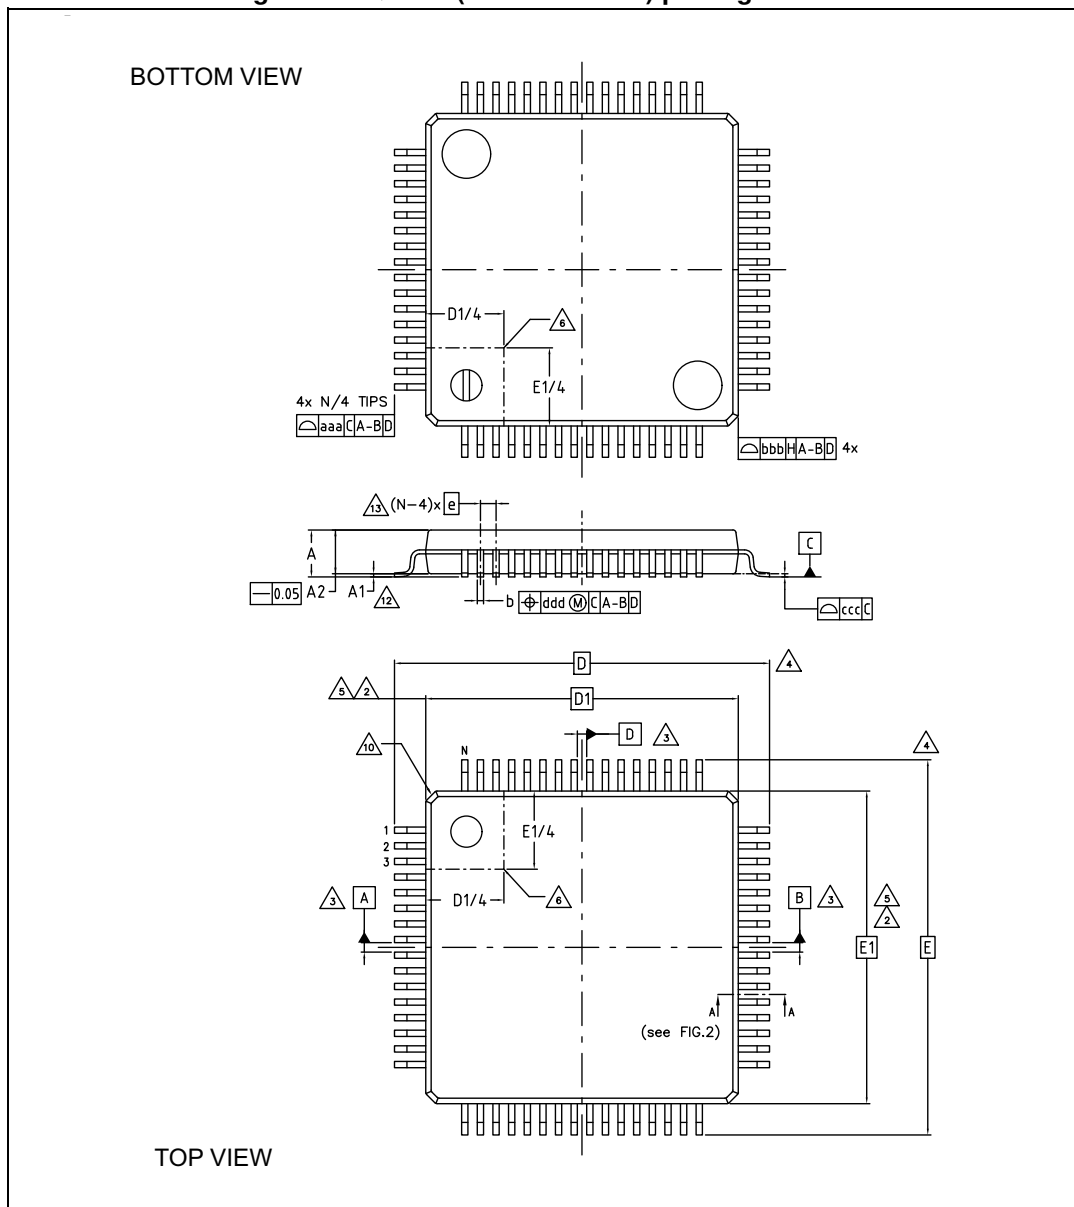 BOTTOM VIEW
D1/4
6
E1/4
4x N/4 TIPS
aaa C A-B D
bbb H A-B D 4x
13 (N-4)x e
A
C
0.05 A2 A1 12
b ddd M C A-B D
ccc C
D 4
5 2 D1
10 N D 3 4
1
2
3
E1/4
D1/4 6
3 A
B 3 5
2
E1 E
A A
(see FIG.2)
TOP VIEW